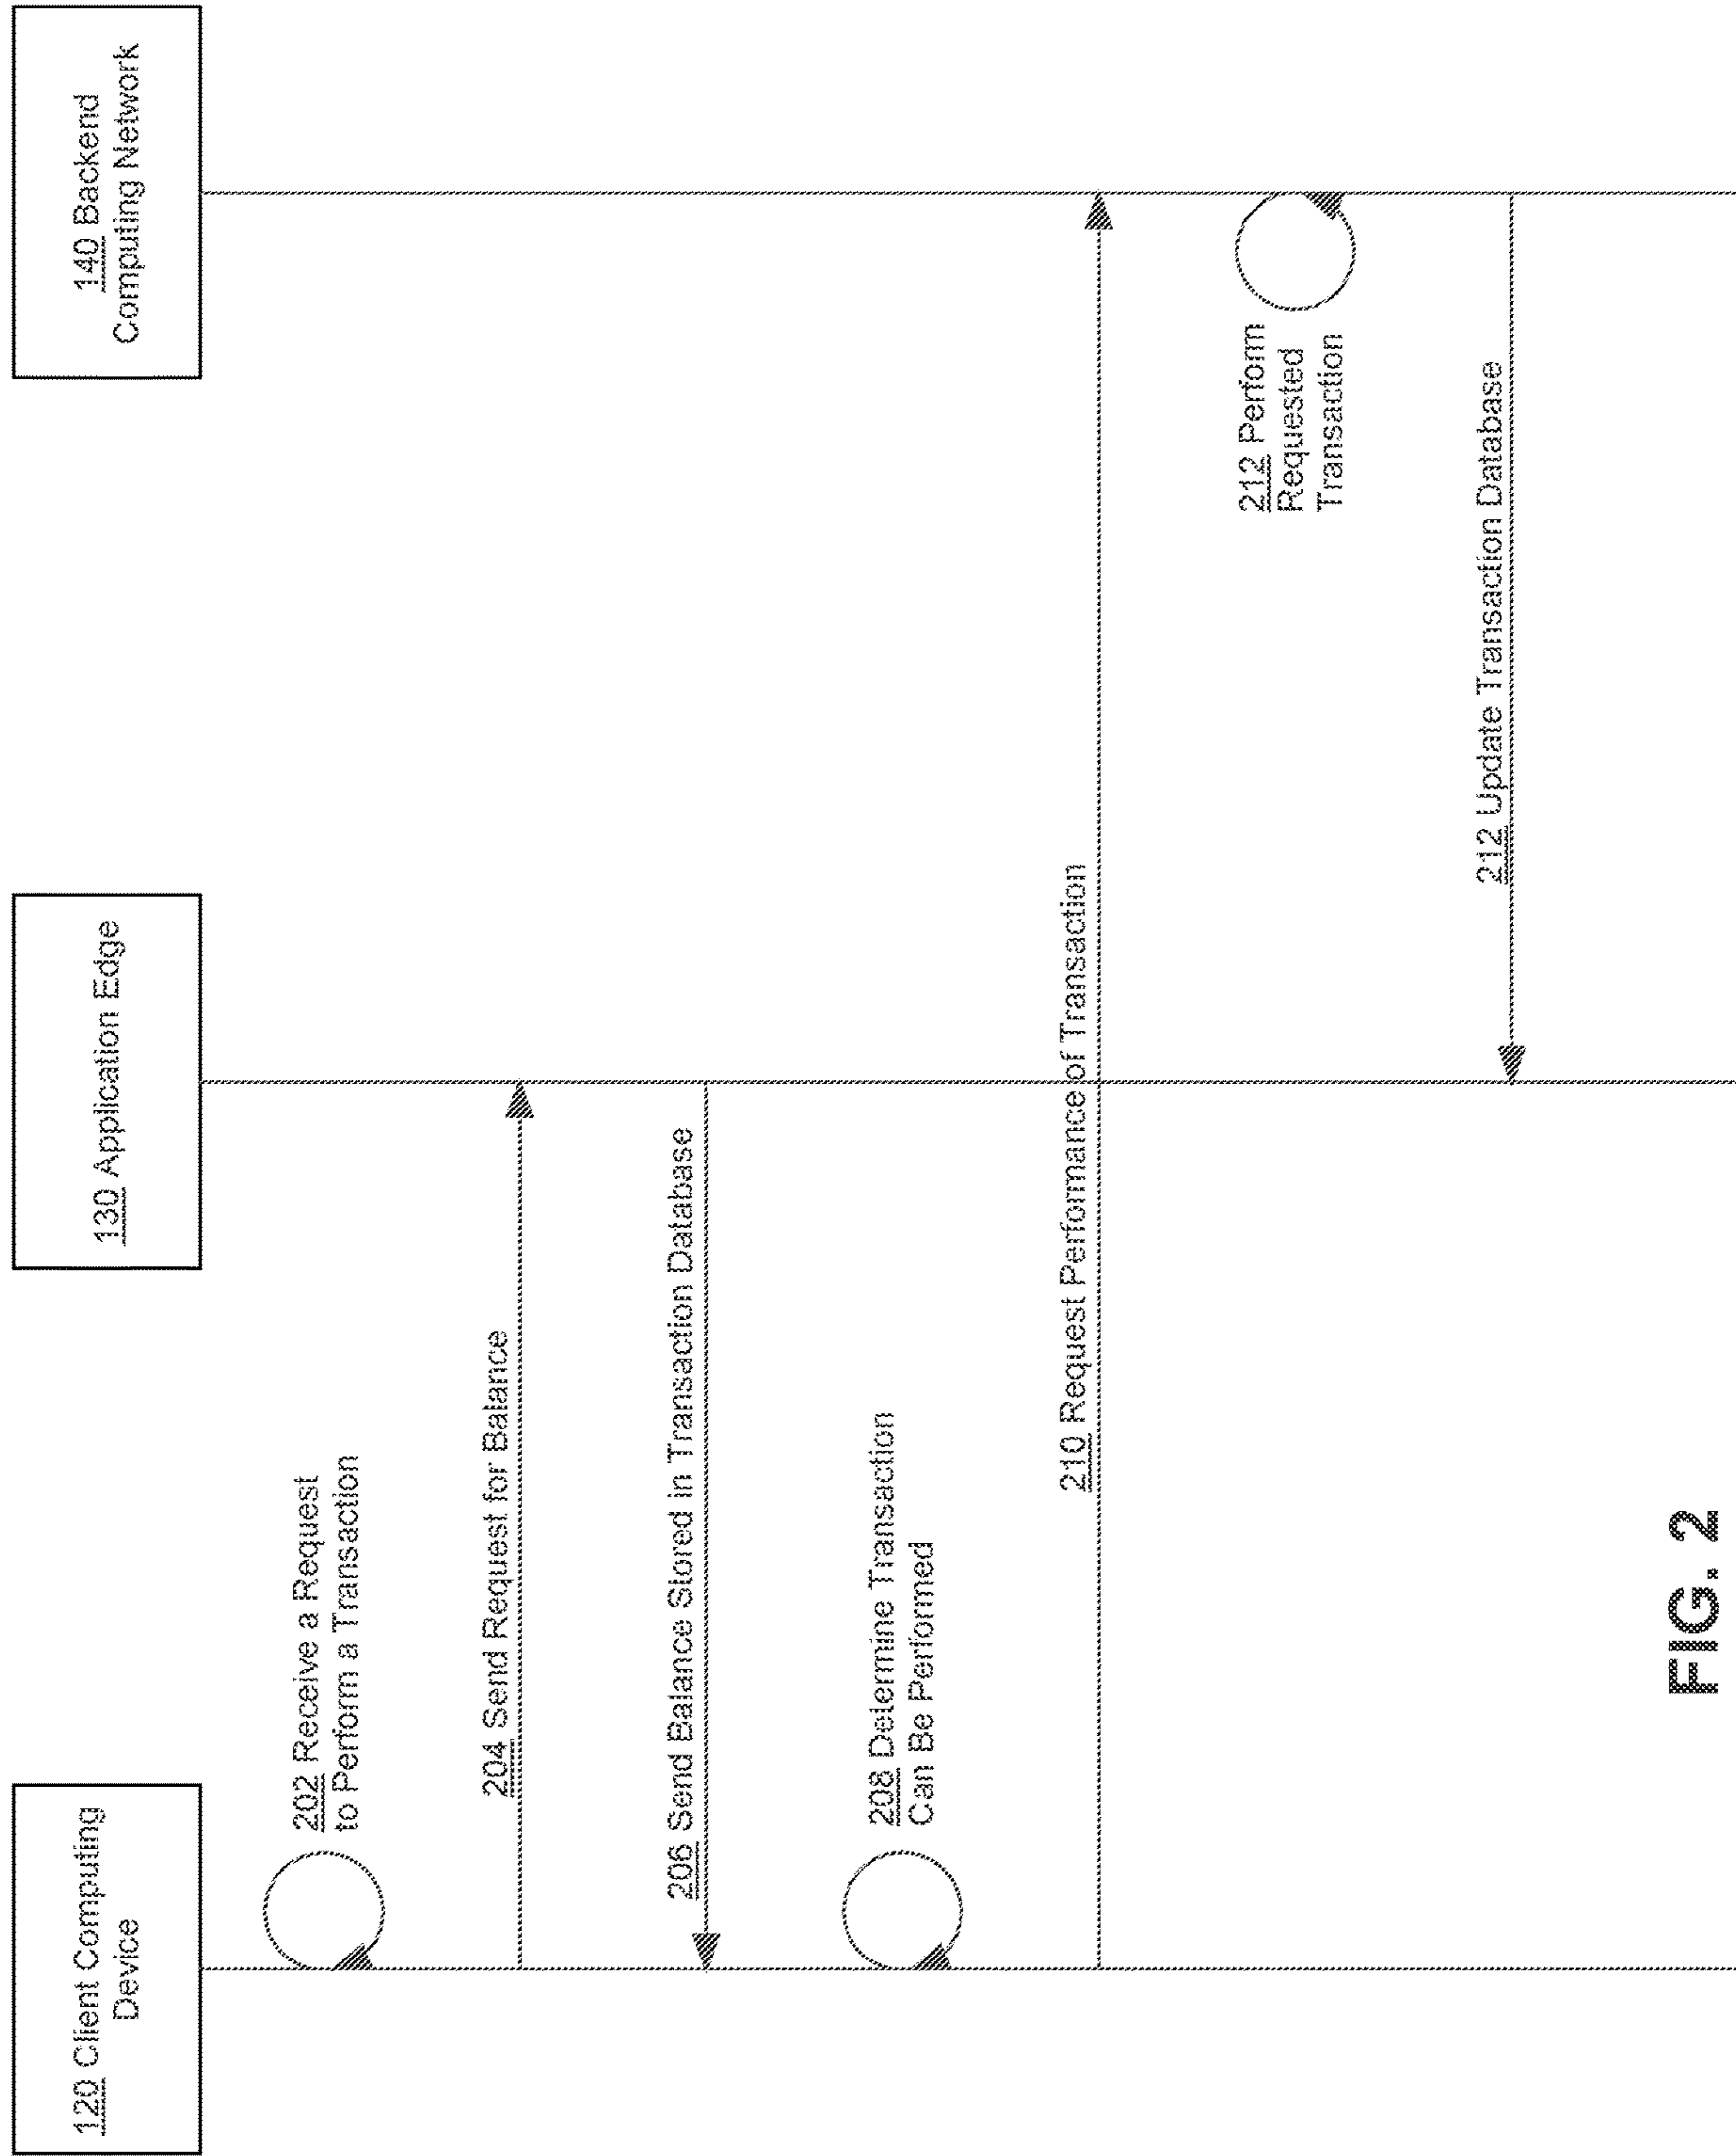 120 Client Computing
Device
130 Application Edge
140 Backend
Computing Network
202 Receive a Request
to Perform a Transaction
204 Send Request for Balance
206 Send Balance Stored in Transaction Database
208 Determine Transaction
Can Be Performed
210 Request Performance of Transaction
212 Perform
Requested
Transaction
212 Update Transaction Database
FIG. 2